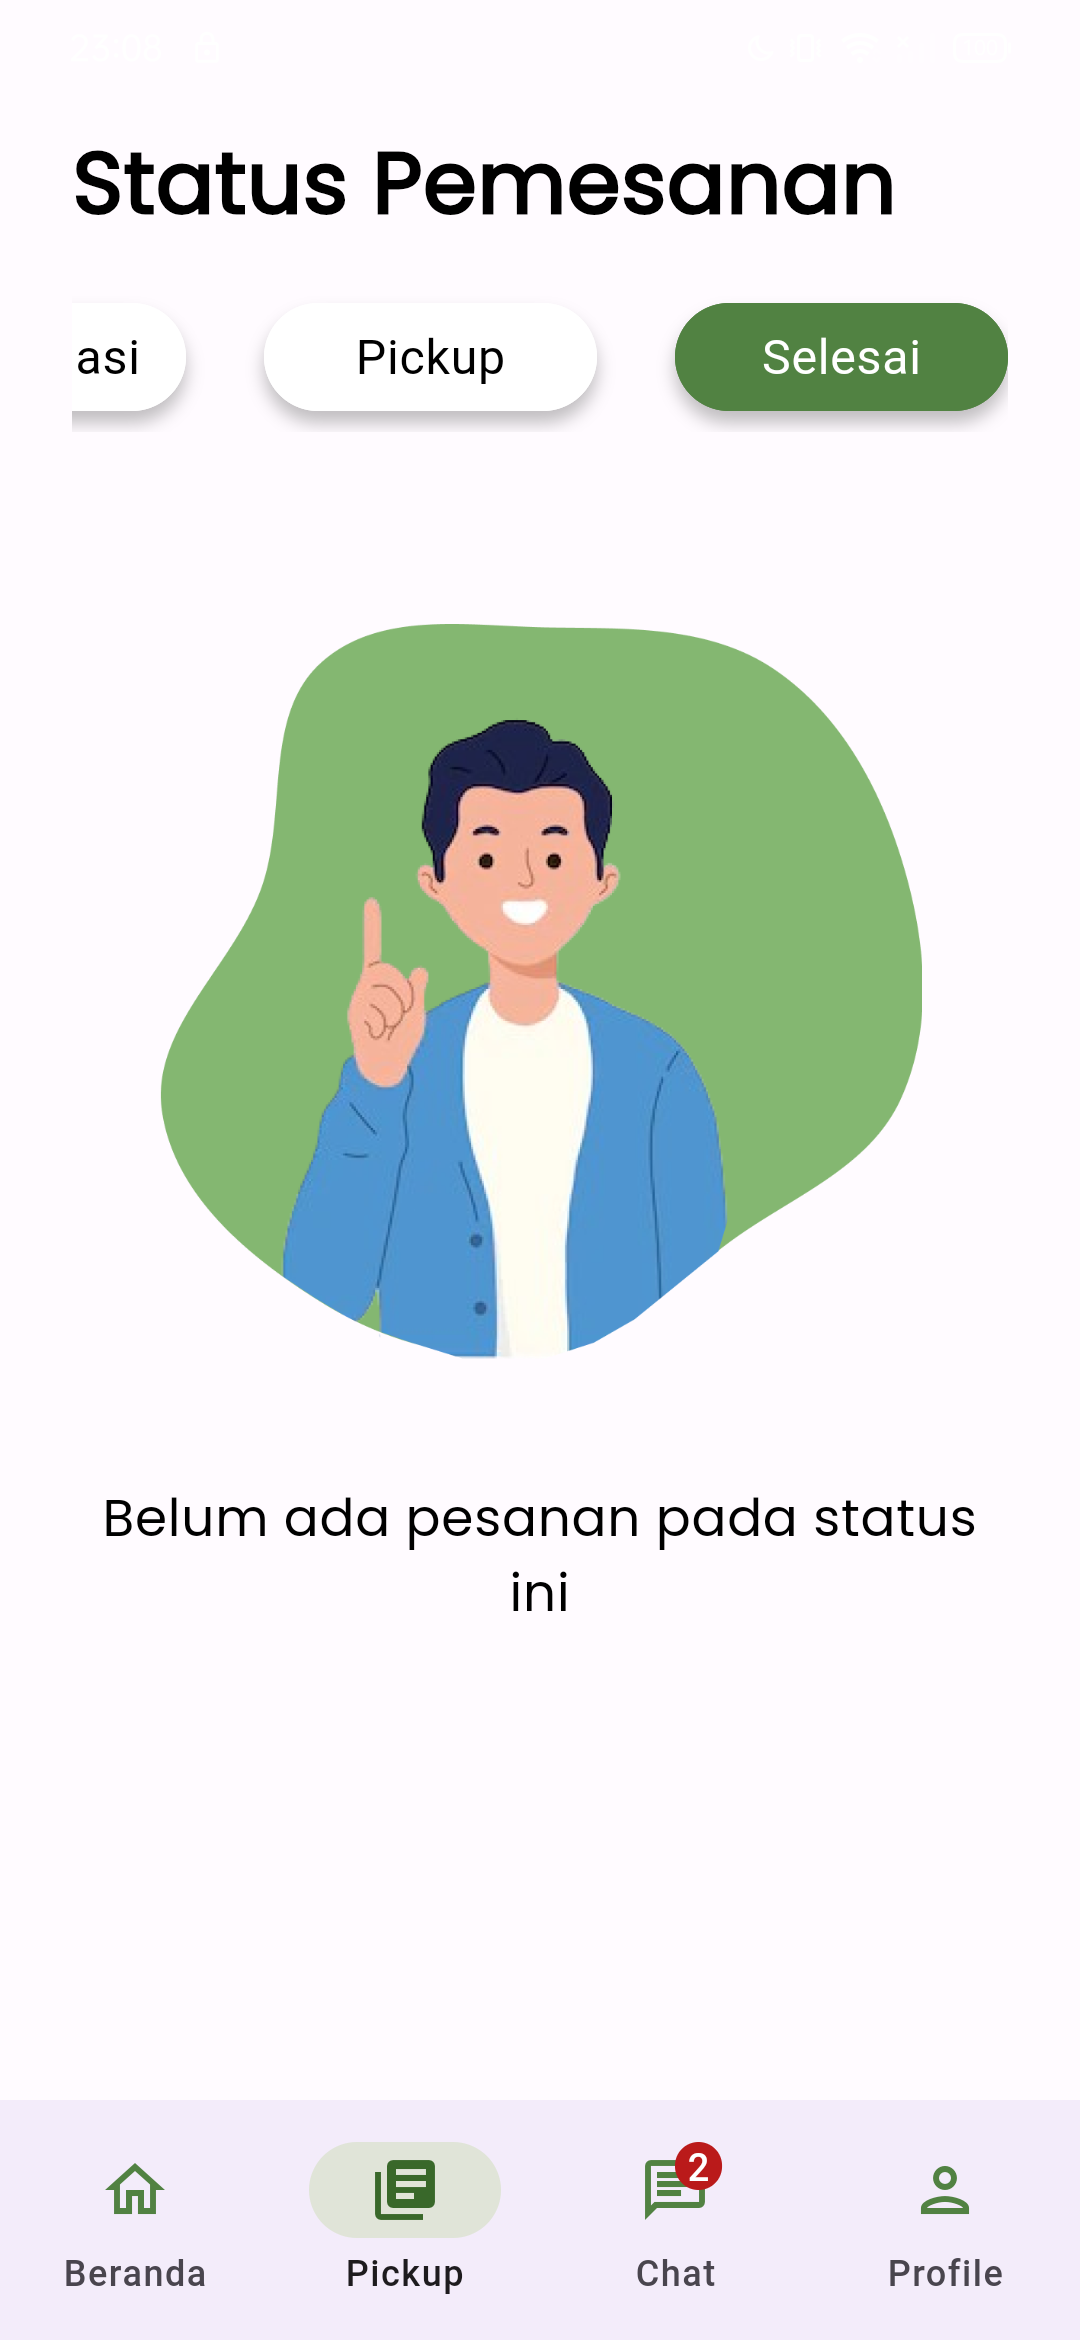 Status Pemesanan
asi
Pickup
Selesai
Belum ada pesanan pada status
ini
2
Beranda
Pickup
Chat
Profile